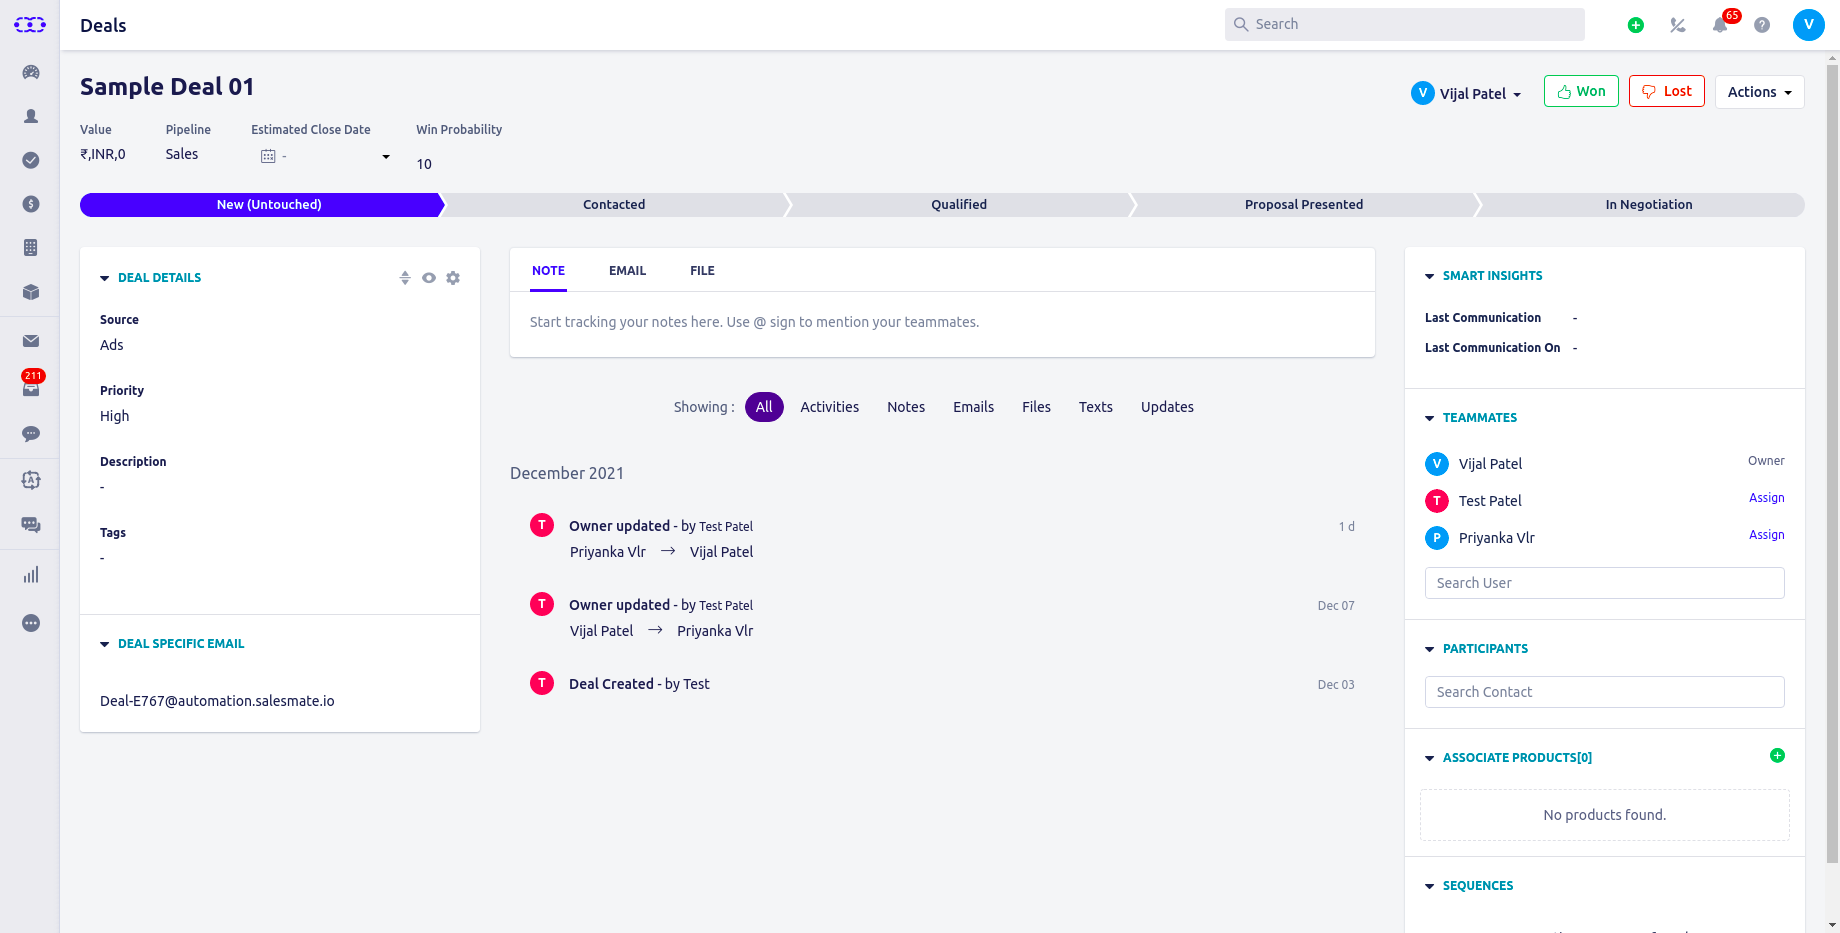 Deals
Search
65
V
Sample Deal 01
V Vijal Patel
Won
Lost
Actions
Value
Pipeline
Estimated Close Date
Win Probability
₹,INR,0
Sales
-
10
New (Untouched)
Contacted
Qualified
Proposal Presented
In Negotiation
211
DEAL DETAILS
Source
Ads
Priority
High
Description
-
Tags
-
DEAL SPECIFIC EMAIL
Deal-E767@automation.salesmate.io
NOTE EMAIL FILE
Start tracking your notes here. Use @ sign to mention your teammates.
Showing : All Activities Notes Emails Files Texts Updates
December 2021
T Owner updated - by Test Patel 1 d
Priyanka Vlr → Vijal Patel
T Owner updated - by Test Patel Dec 07
Vijal Patel → Priyanka Vlr
T Deal Created - by Test Dec 03
SMART INSIGHTS
Last Communication -
Last Communication On -
TEAMMATES
V Vijal Patel Owner
T Test Patel Assign
P Priyanka Vlr Assign
Search User
PARTICIPANTS
Search Contact
ASSOCIATE PRODUCTS[0]
No products found.
SEQUENCES